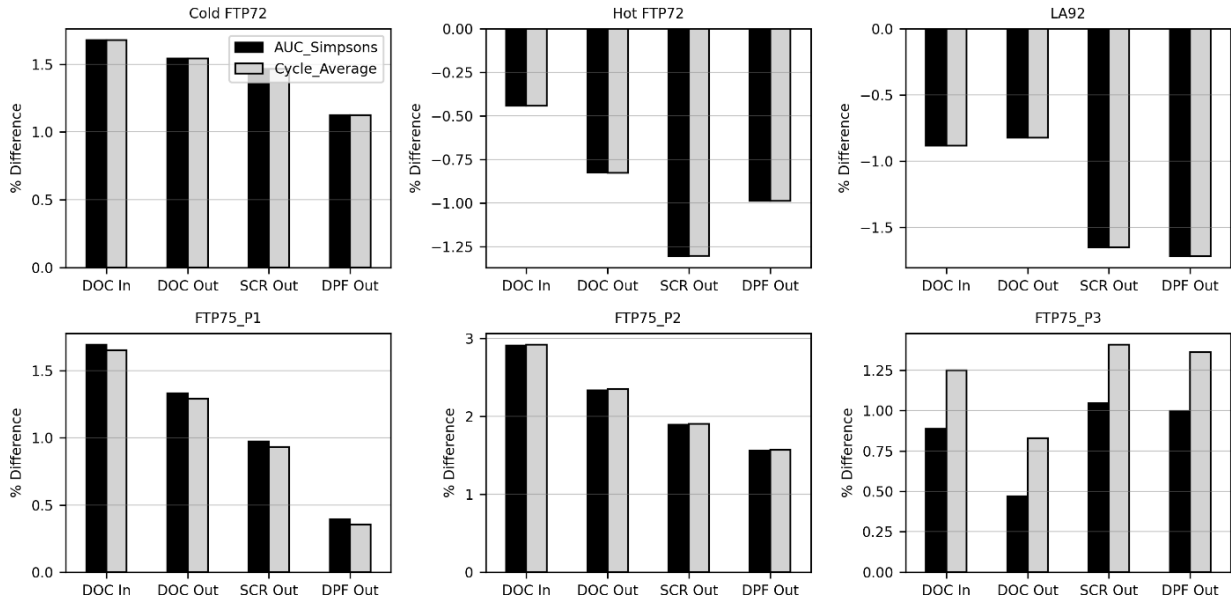 Cold FTP72
% Difference
1.5
1.0
0.5
0.0
AUC_Simpsons
Cycle_Average
DOC In DOC Out SCR Out DPF Out
Hot FTP72
% Difference
0.00
−0.25
−0.50
−0.75
−1.00
−1.25
DOC In DOC Out SCR Out DPF Out
LA92
% Difference
0.0
−0.5
−1.0
−1.5
DOC In DOC Out SCR Out DPF Out
FTP75_P1
% Difference
1.5
1.0
0.5
0.0
DOC In DOC Out SCR Out DPF Out
FTP75_P2
% Difference
3
2
1
0
DOC In DOC Out SCR Out DPF Out
FTP75_P3
% Difference
1.25
1.00
0.75
0.50
0.25
0.00
DOC In DOC Out SCR Out DPF Out